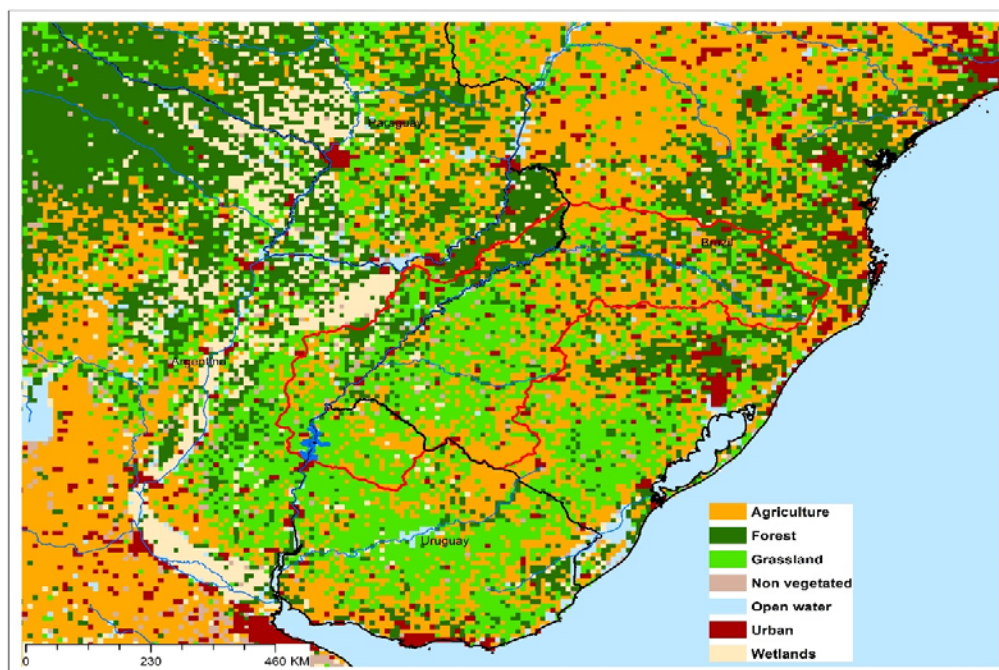 Paraguay
Brazil
Argentina
Uruguay
Agriculture
Forest
Grassland
Non vegetated
Open water
Urban
Wetlands
0 230 460 KM